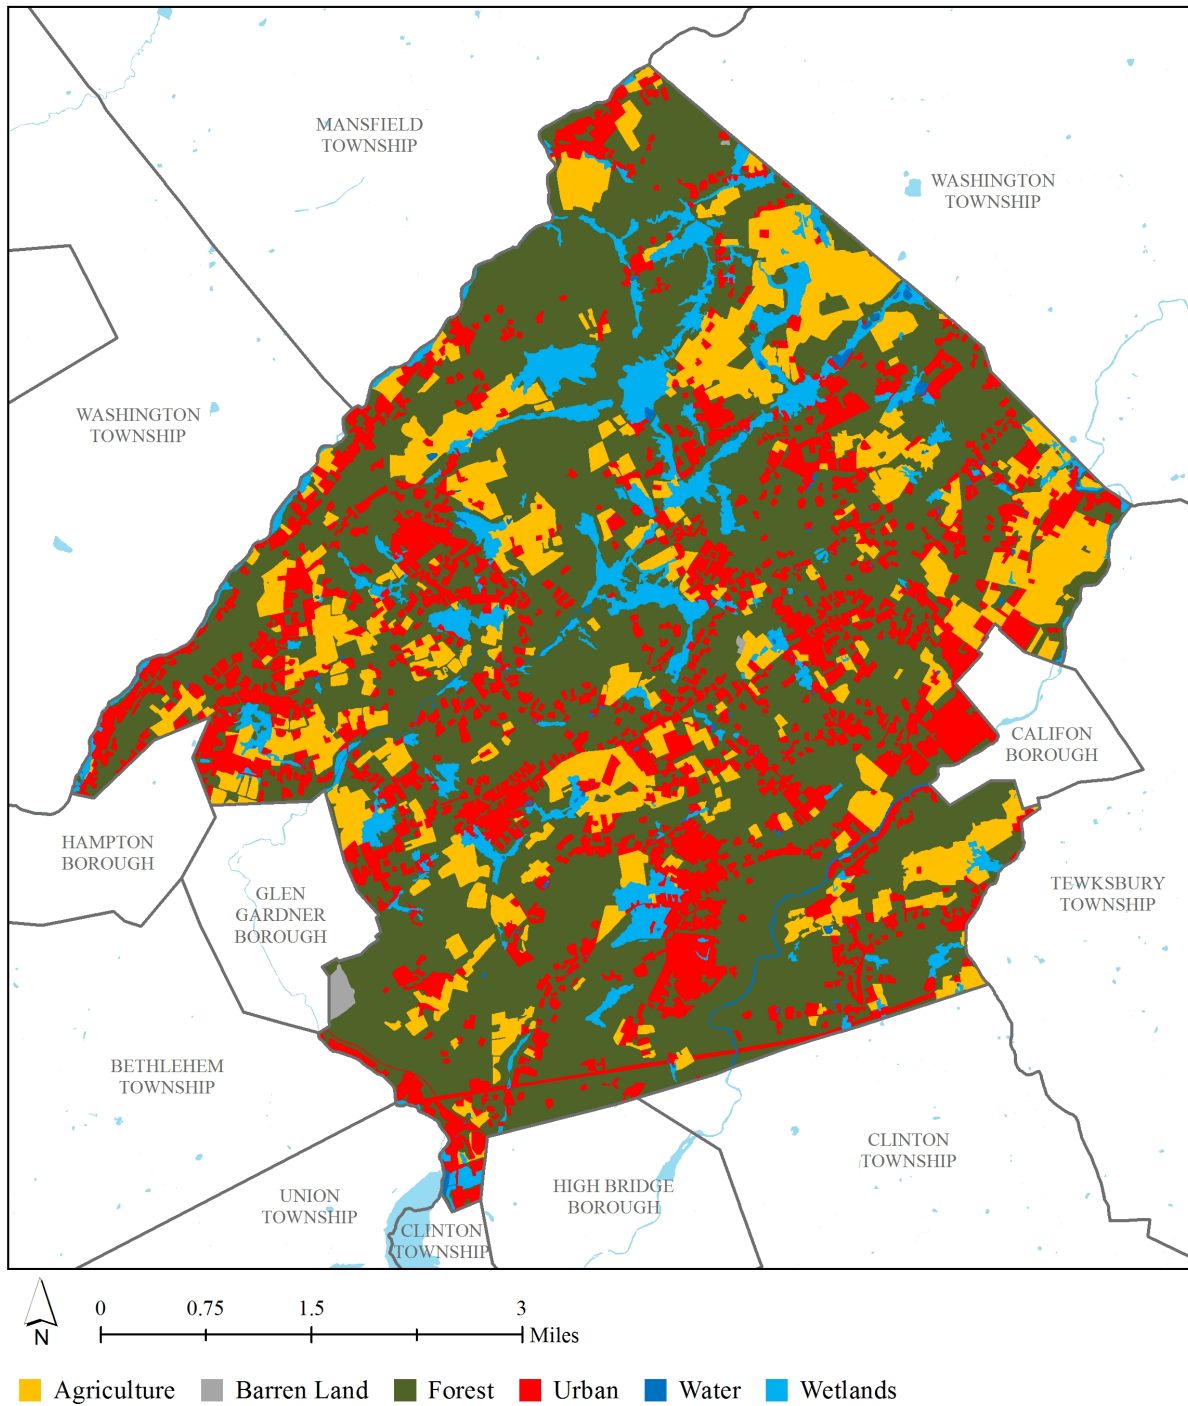 MANSFIELD
TOWNSHIP
WASHINGTON
TOWNSHIP
WASHINGTON
TOWNSHIP
CALIFON
BOROUGH
HAMPTON
BOROUGH
GLEN
GARDNER
BOROUGH
TEWKSBURY
TOWNSHIP
BETHLEHEM
TOWNSHIP
CLINTON
TOWNSHIP
UNION
TOWNSHIP
HIGH BRIDGE
BOROUGH
CLINTON
TOWNSHIP
N
0 0.75 1.5 3
Miles
Agriculture Barren Land Forest Urban Water Wetlands